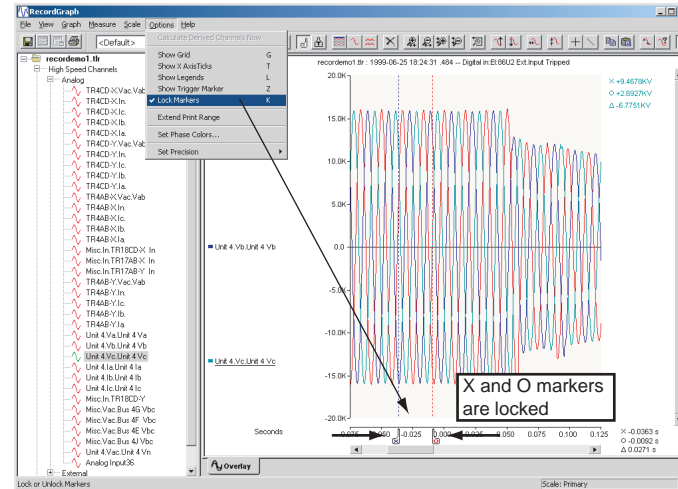 RecordGraph
File View Graph Measure Scale Options Help
<Default>
Calculate Derived Channels Now
Show Grid G
Show X AxisTicks T
Show Legends L
Show Trigger Marker Z
Lock Markers K
Extend Print Range
Set Phase Colors...
Set Precision
recordemo1.tlr
High Speed Channels
Analog
TR4CD-X.Vac.Vab
TR4CD-X.In.
TR4CD-X.Ic.
TR4CD-X.Ib.
TR4CD-X.Ia.
TR4CD-Y.Vac.Vab
TR4CD-Y.In.
TR4CD-Y.Ic.
TR4CD-Y.Ib.
TR4CD-Y.Ia.
TR4AB-X.Vac.Vab
TR4AB-X.In.
TR4AB-X.Ic.
TR4AB-X.Ib.
TR4AB-X.Ia.
Misc.In.TR18CD-X In
Misc.In.TR17AB-X In
Misc.In.TR17AB-Y In
TR4AB-Y.Vac.Vab
TR4AB-Y.In.
TR4AB-Y.Ic.
TR4AB-Y.Ib.
TR4AB-Y.Ia.
Unit 4.Va.Unit 4 Va
Unit 4.Vb.Unit 4 Vb
Unit 4.Vc.Unit 4 Vc
Unit 4.Ia.Unit 4 Ia
Unit 4.Ib.Unit 4 Ib
Unit 4.Ic.Unit 4 Ic
Misc.In.TR18CD-Y
Misc.Vac.Bus 4G Vbc
Misc.Vac.Bus 4F Vbc
Misc.Vac.Bus 4E Vbc
Misc.Vac.Bus 4J Vbc
Unit 4.Vac.Unit 4 Vn
Analog Input36.
External
recordemo1 tlr : 1999-06-25 18:24:31 .484 -- Digital in:El:86U2 Ext.Input Tripped
X +9.4678KV
O +2.6927KV
Δ -6.7751KV
20.0K
15.0K
10.0K
5.0K
0.0
-5.0K
-10.0K
-15.0K
-20.0K
Unit 4.Vb.Unit 4 Vb
Unit 4.Vc.Unit 4 Vc
X and O markers
are locked
Seconds
-0.025 0.000 0.050 0.075 0.100 0.125
X -0.0363 s
O -0.0092 s
Δ 0.0271 s
Overlay
Lock or Unlock Markers
Scale: Primary